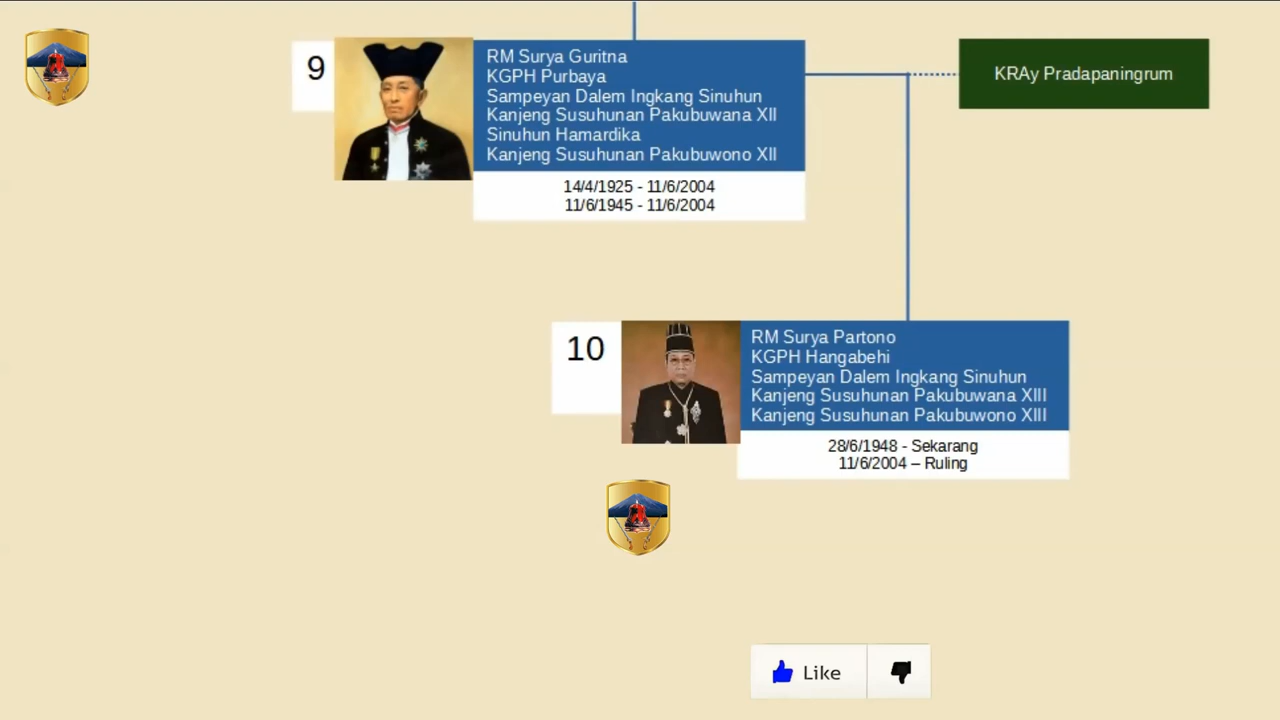 9
RM Surya Guritna
KGPH Purbaya
Sampeyan Dalem Ingkang Sinuhun
Kanjeng Susuhunan Pakubuwana XII
Sinuhun Hamardika
Kanjeng Susuhunan Pakubuwono XII
14/4/1925 - 11/6/2004
11/6/1945 - 11/6/2004
KRAy Pradapaningrum
10
RM Surya Partono
KGPH Hangabehi
Sampeyan Dalem Ingkang Sinuhun
Kanjeng Susuhunan Pakubuwana XIII
Kanjeng Susuhunan Pakubuwono XIII
28/6/1948 - Sekarang
11/6/2004 – Ruling
Like